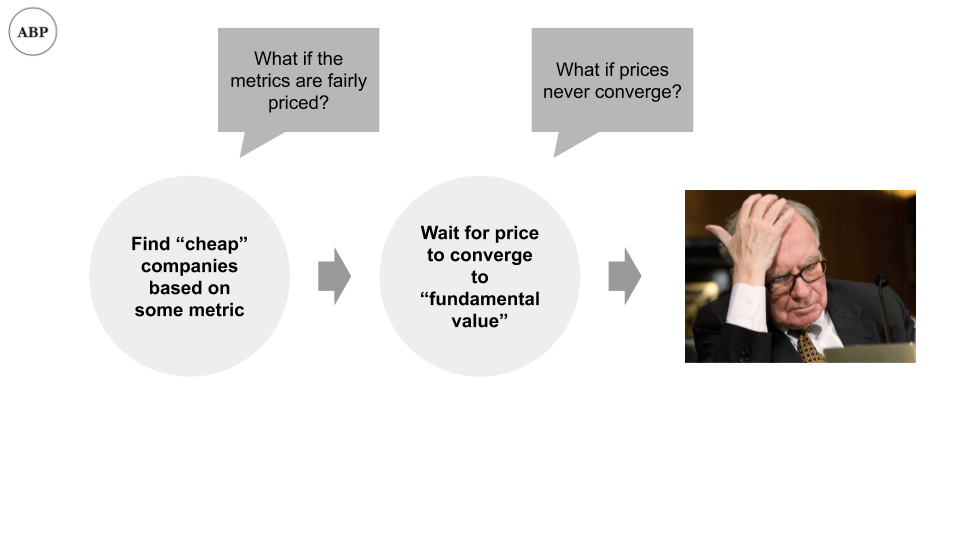 ABP
What if the
metrics are fairly
priced?
What if prices
never converge?
Find “cheap”
companies
based on
some metric
Wait for price
to converge
to
“fundamental
value”